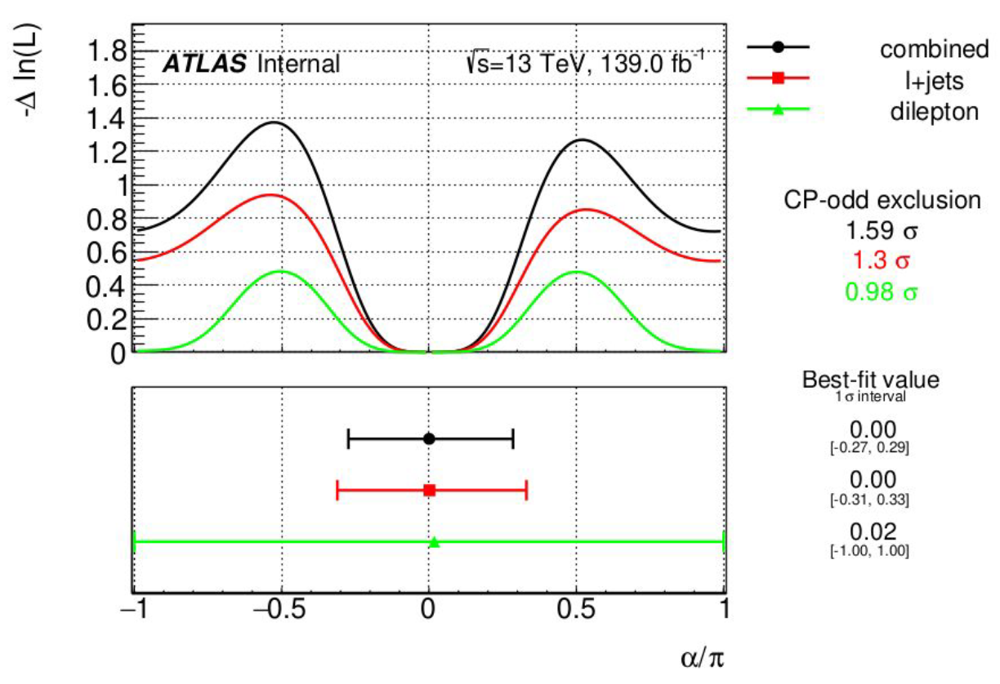 -Δ ln(L)
ATLAS Internal
√s=13 TeV, 139.0 fb⁻¹
1.8
1.6
1.4
1.2
1
0.8
0.6
0.4
0.2
0
combined
l+jets
dilepton
CP-odd exclusion
1.59 σ
1.3 σ
0.98 σ
Best-fit value
1σ interval
0.00
[-0.27, 0.29]
0.00
[-0.31, 0.33]
0.02
[-1.00, 1.00]
−1 −0.5 0 0.5 1
α/π